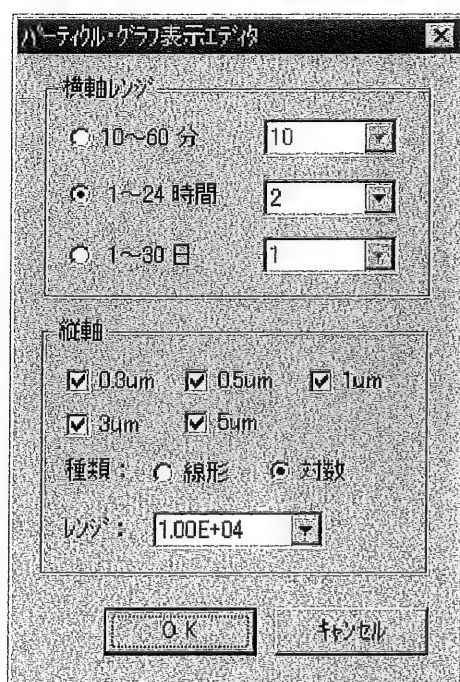 パーティクル・グラフ表示エディタ
横軸レンジ
10～60 分 10
1～24 時間 2
1～30 日 1
縦軸
0.3um 0.5um 1um
3um 5um
種類： 線形 対数
レンジ： 1.00E+04
OK キャンセル